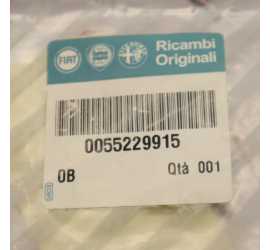 FIAT
Ricambi
Originali
0055229915
0B
Qtà 001